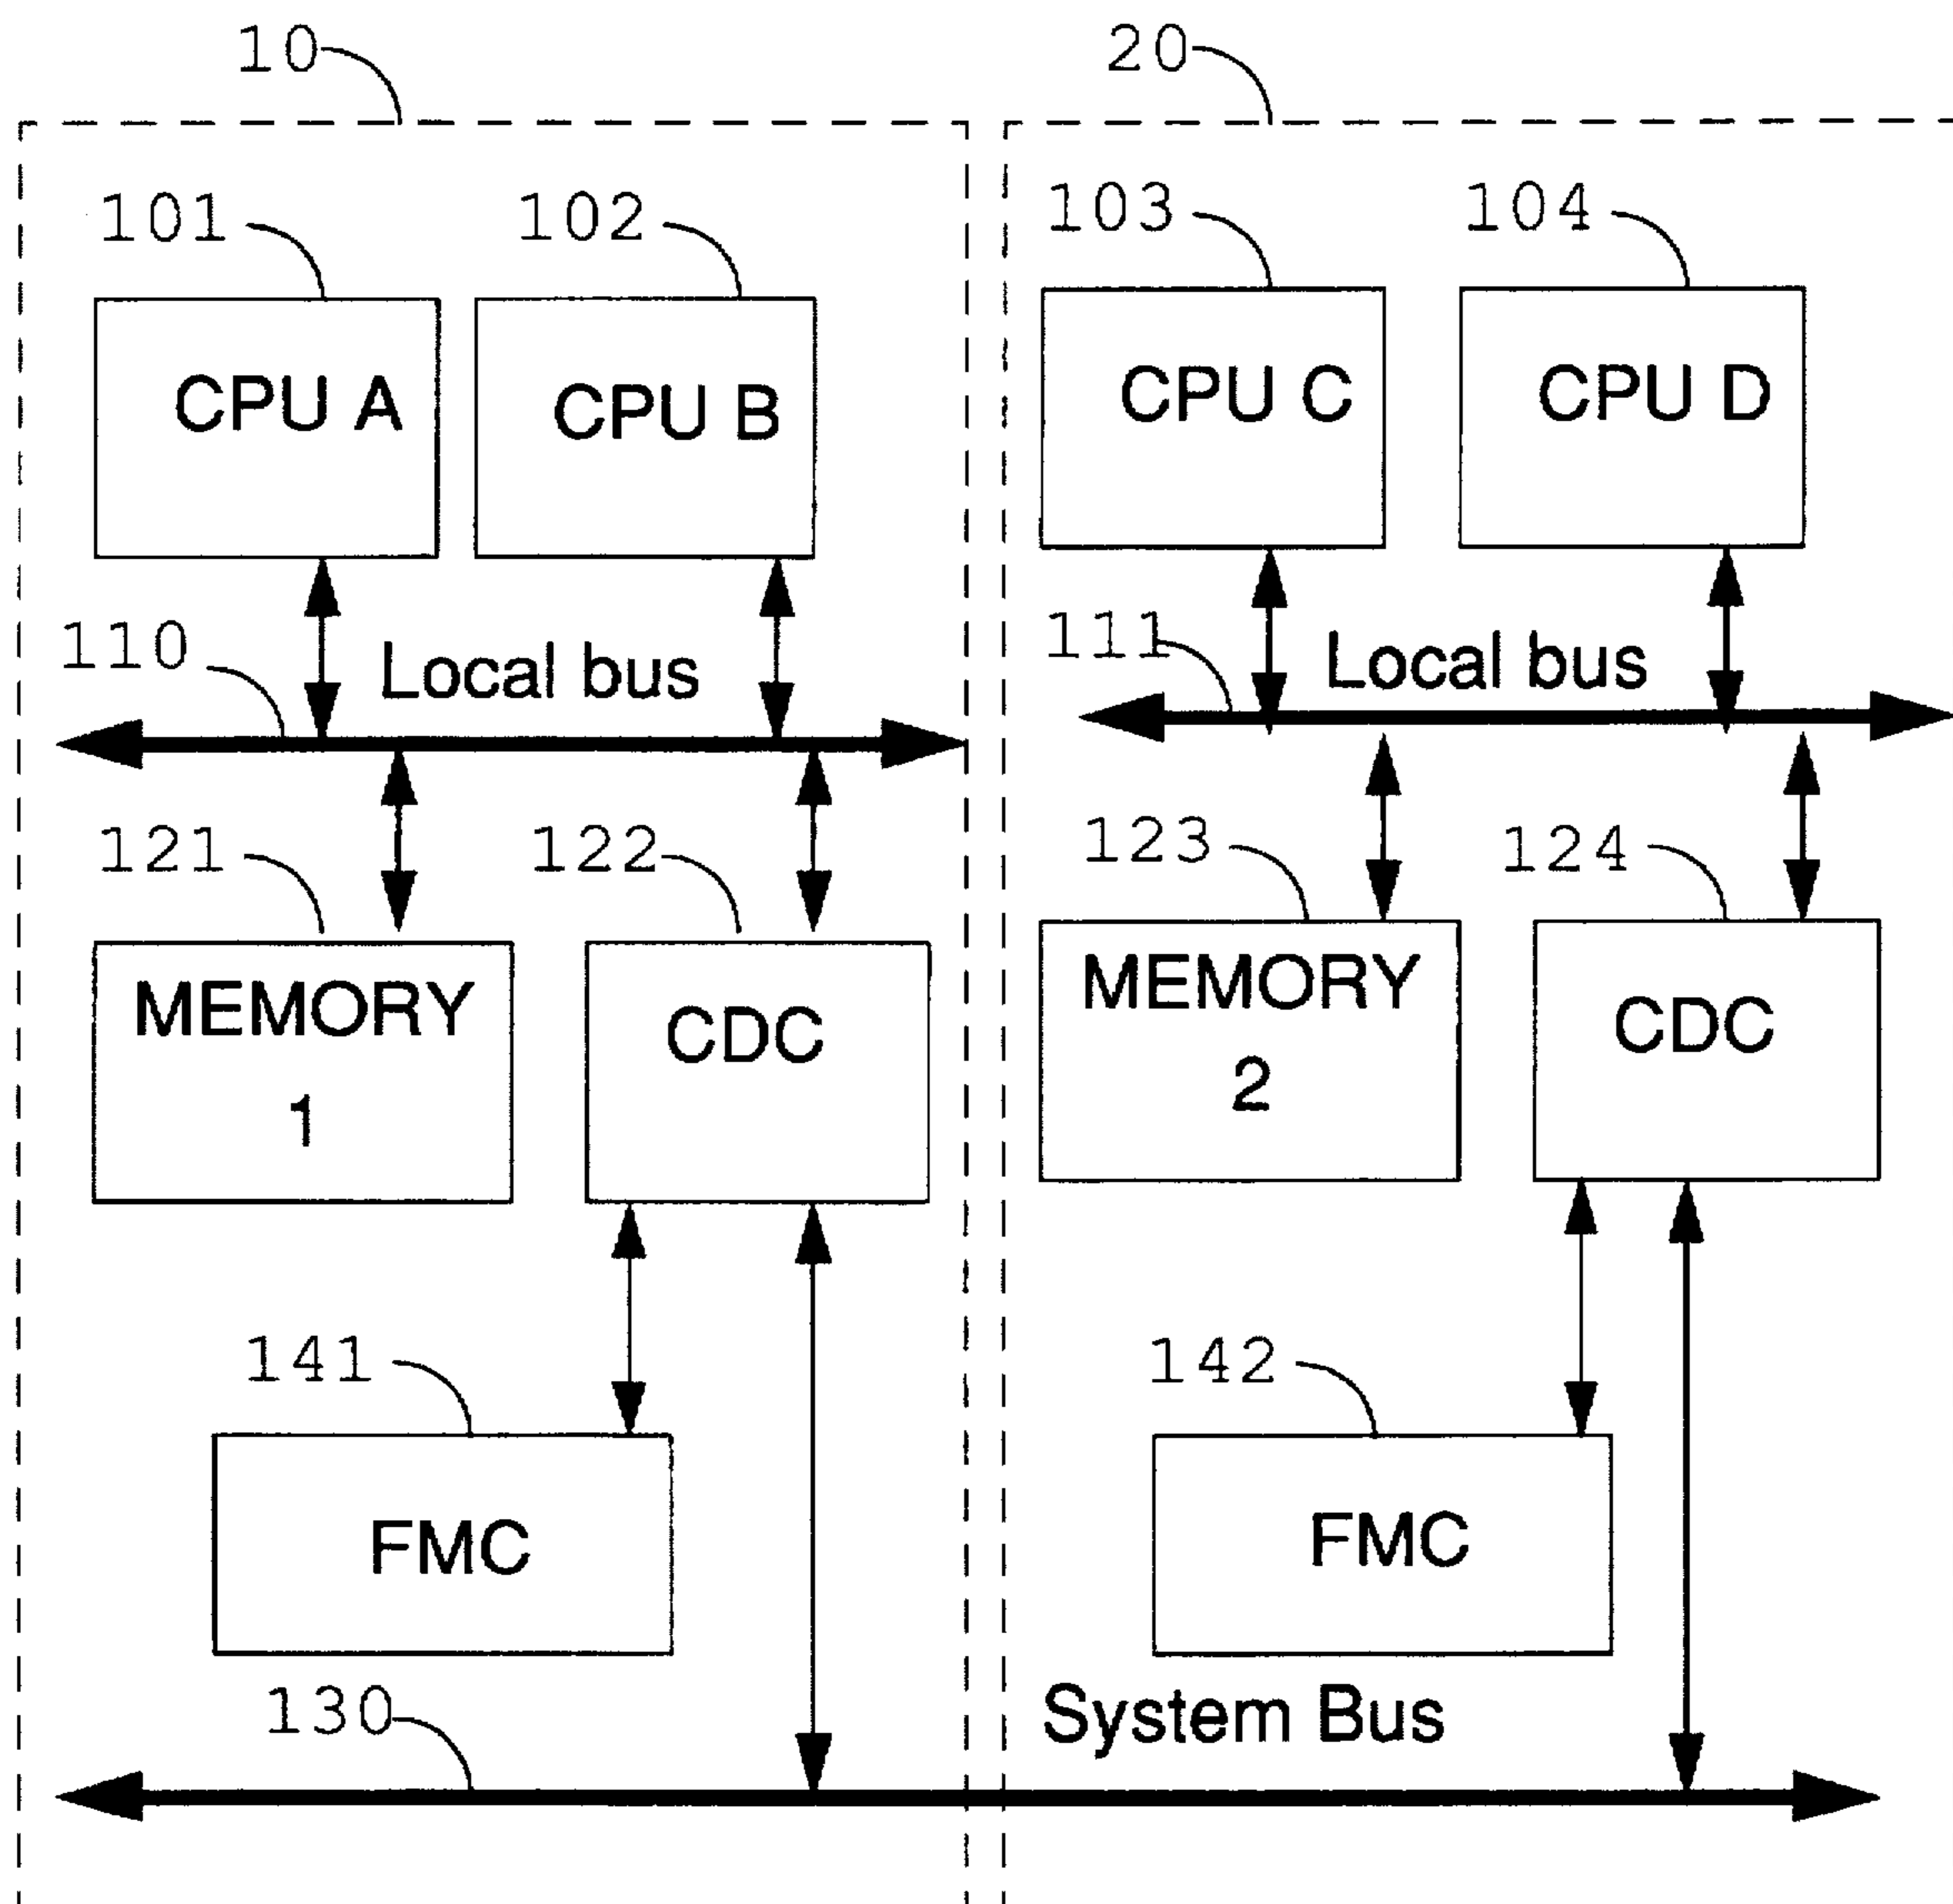 10
20
101
102
103
104
CPU A
CPU B
CPU C
CPU D
110
Local bus
111
Local bus
121
122
123
124
MEMORY
1
CDC
MEMORY
2
CDC
141
142
FMC
FMC
130
System Bus